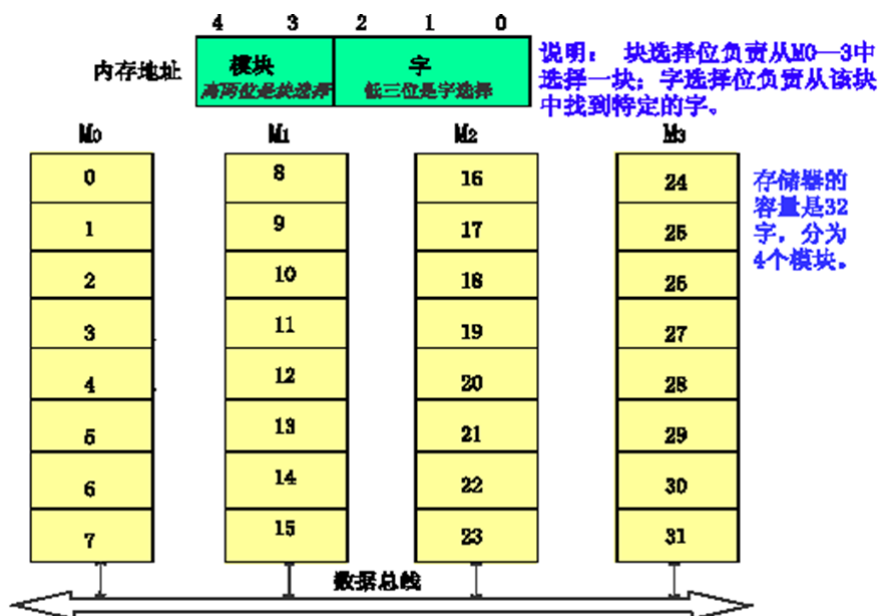 4 3 2 1 0
内存地址
模块
高两位是块选择
字
低三位是字选择
说明： 块选择位负责从M0—3中
选择一块；字选择位负责从该块
中找到特定的字。
M0 M1 M2 M3
0 8 16 24
1 9 17 25
2 10 18 26
3 11 19 27
4 12 20 28
5 13 21 29
6 14 22 30
7 15 23 31
存储器的
容量是32
字，分为
4个模块。
数据总线